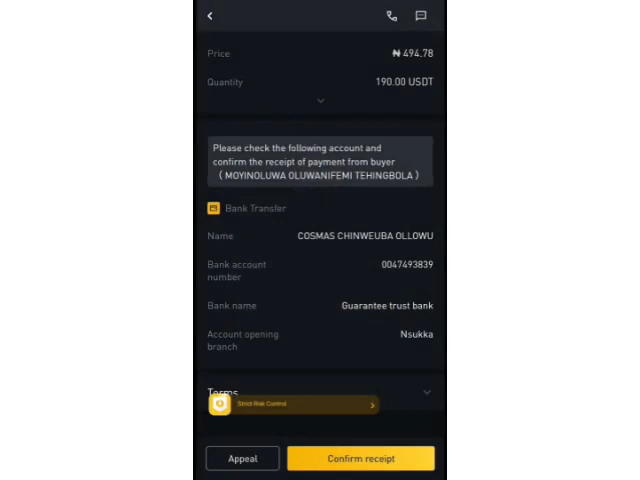 Price ₦ 494.78
Quantity 190.00 USDT
Please check the following account and
confirm the receipt of payment from buyer
( MOYINOLUWA OLUWANIFEMI TEHINGBOLA )
Bank Transfer
Name COSMAS CHINWEUBA OLLOWU
Bank account 0047493839
number
Bank name Guarantee trust bank
Account opening Nsukka
branch
Terms
Strict Risk Control
Appeal Confirm receipt